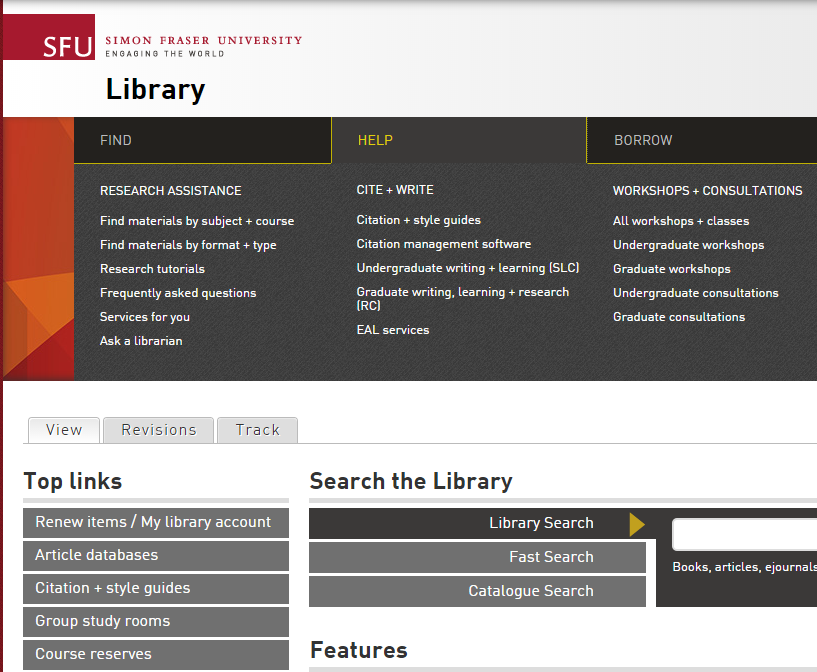 SFU SIMON FRASER UNIVERSITY
ENGAGING THE WORLD
Library
FIND
HELP
BORROW
RESEARCH ASSISTANCE
Find materials by subject + course
Find materials by format + type
Research tutorials
Frequently asked questions
Services for you
Ask a librarian
CITE + WRITE
Citation + style guides
Citation management software
Undergraduate writing + learning (SLC)
Graduate writing, learning + research
(RC)
EAL services
WORKSHOPS + CONSULTATIONS
All workshops + classes
Undergraduate workshops
Graduate workshops
Undergraduate consultations
Graduate consultations
View
Revisions
Track
Top links
Renew items / My library account
Article databases
Citation + style guides
Group study rooms
Course reserves
Search the Library
Library Search
Fast Search
Catalogue Search
Books, articles, ejournals
Features